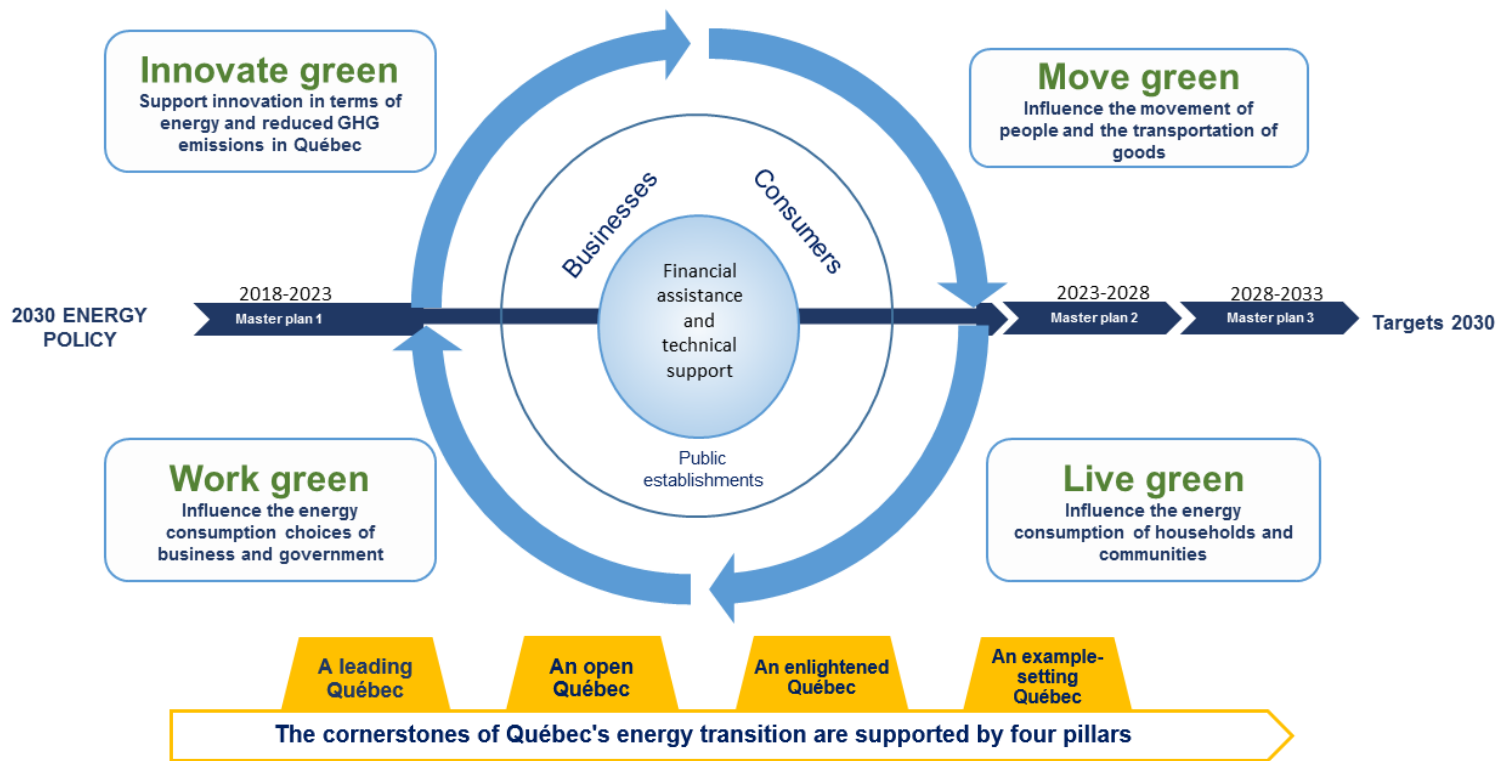 Innovate green
Support innovation in terms of
energy and reduced GHG
emissions in Québec
Move green
Influence the movement of
people and the transportation of
goods
Businesses
Consumers
Financial
assistance
and
technical
support
Public
establishments
2030 ENERGY
POLICY
2018-2023
Master plan 1
2023-2028
Master plan 2
2028-2033
Master plan 3
Targets 2030
Work green
Influence the energy
consumption choices of
business and government
Live green
Influence the energy
consumption of households and
communities
A leading
Québec
An open
Québec
An enlightened
Québec
An example-
setting
Québec
The cornerstones of Québec's energy transition are supported by four pillars